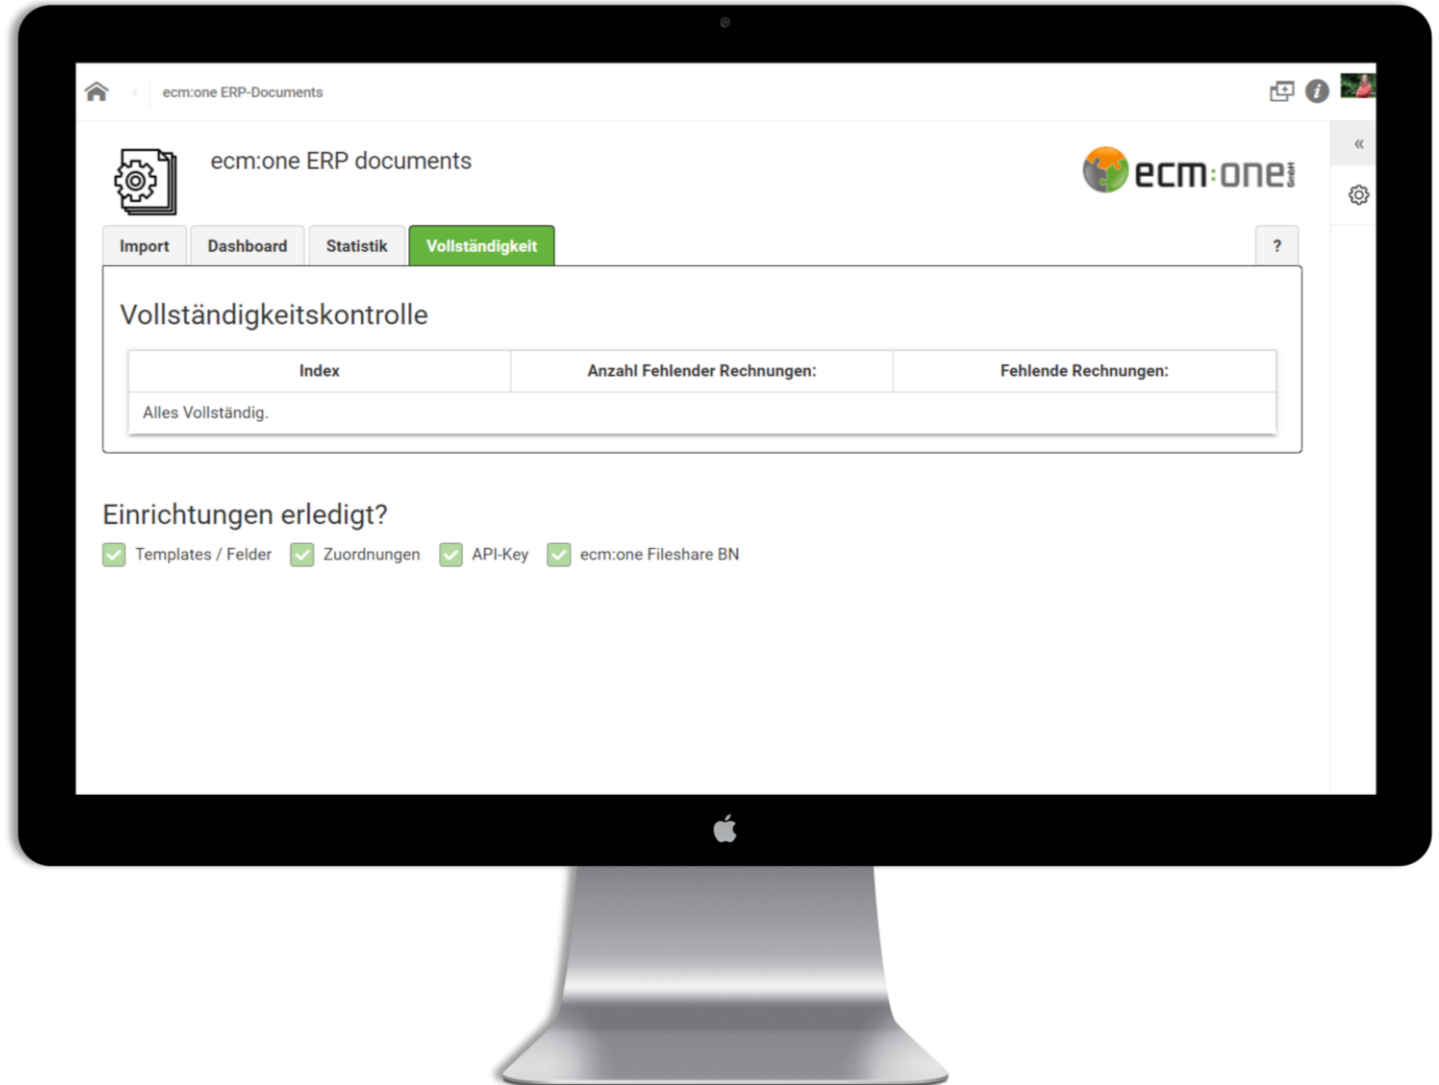 ecm:one ERP-Documents
ecm:one ERP documents
ecm:one GmbH
Import Dashboard Statistik Vollständigkeit ?
Vollständigkeitskontrolle
Index Anzahl Fehlender Rechnungen: Fehlende Rechnungen:
Alles Vollständig.
Einrichtungen erledigt?
Templates / Felder Zuordnungen API-Key ecm:one Fileshare BN